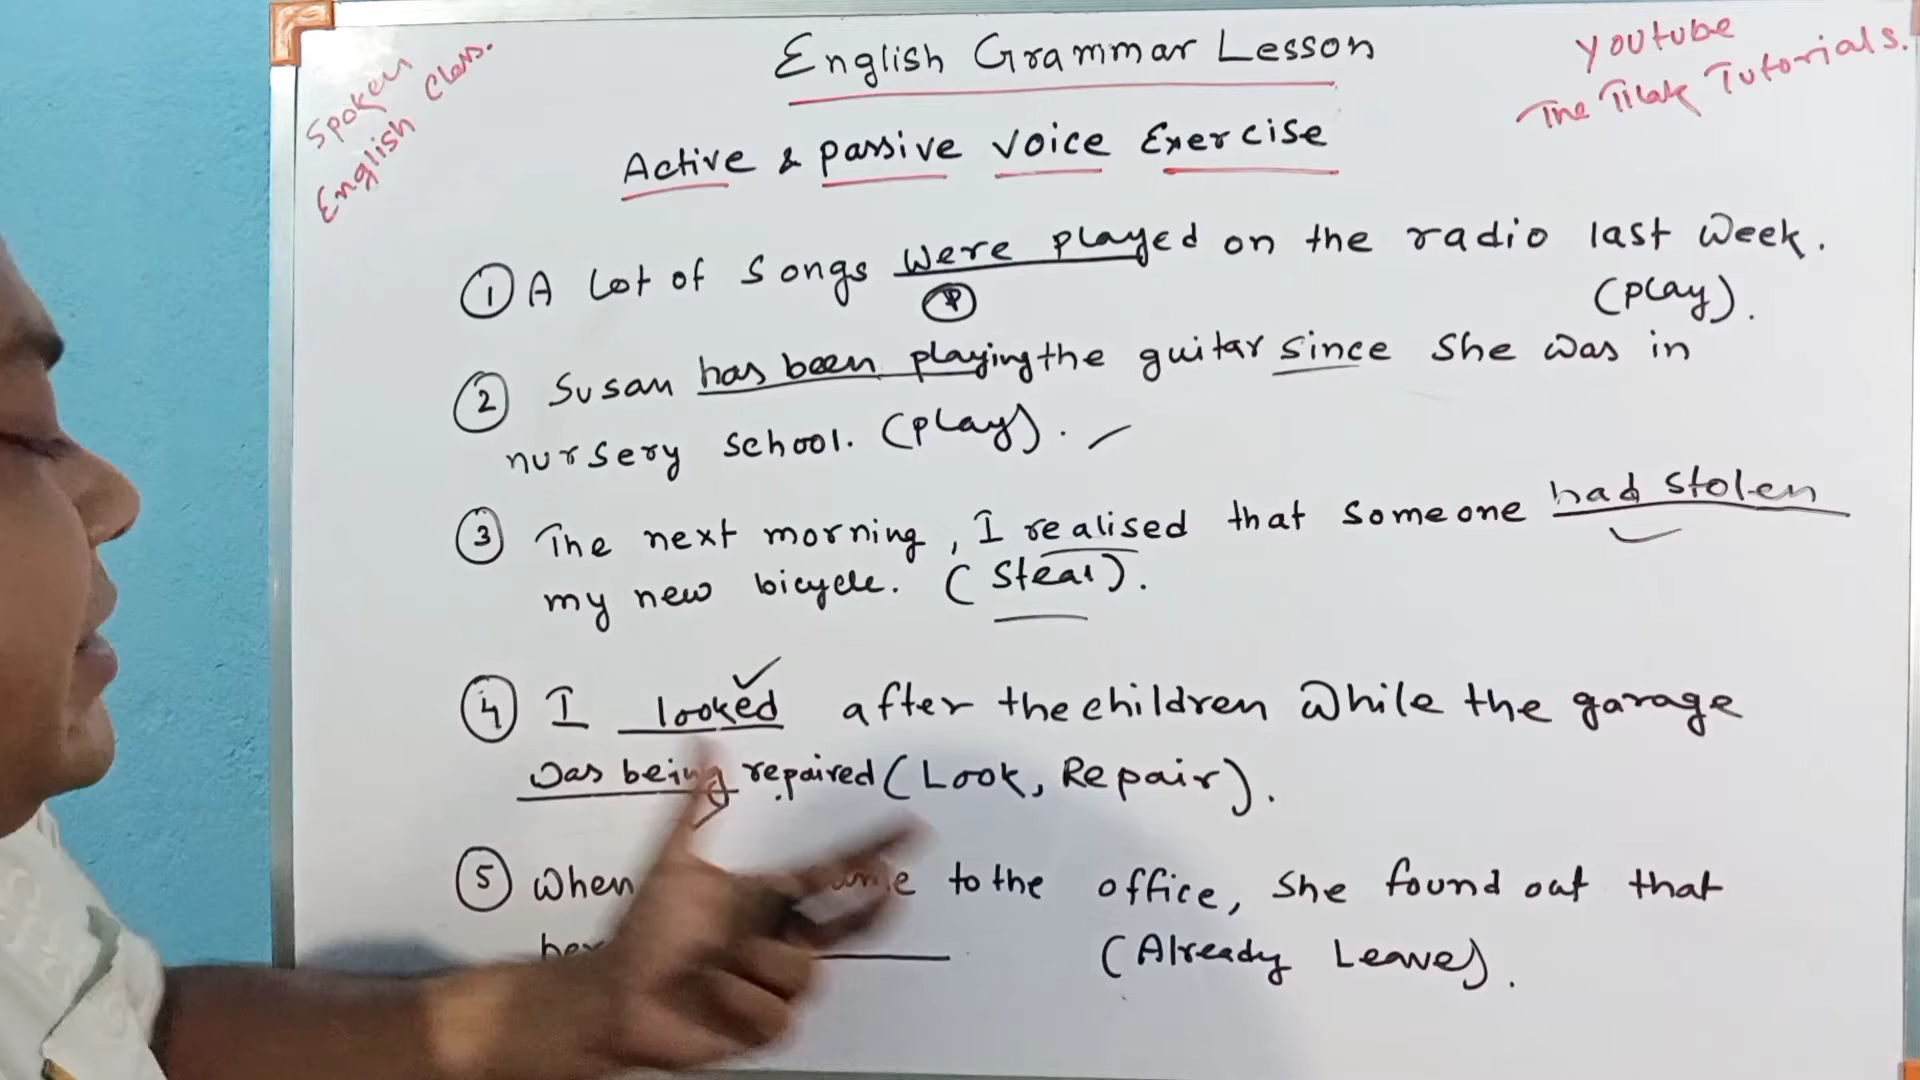 Spoken
English Class.
English Grammar Lesson
Youtube
The Tilak Tutorials.
Active & passive voice Exercise
① A Lot of Songs were played on the radio last week.
(P) (Play).
② Susan has been playing the guitar since she was in
nursery school. (Play).
③ The next morning, I realised that someone had stolen
my new bicycle. (Steal).
④ I looked after the children While the garage
was being repaired (Look, Repair).
⑤ When to the office, She found out that
(Already Leave).